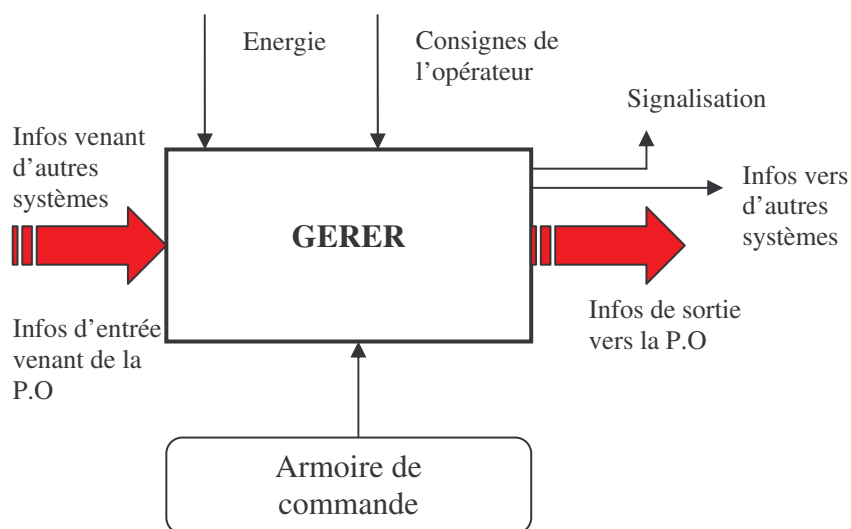 Energie
Consignes de
l'opérateur
Signalisation
Infos venant
d'autres
systèmes
Infos vers
d'autres
systèmes
GERER
Infos d'entrée
venant de la
P.O
Infos de sortie
vers la P.O
Armoire de
commande